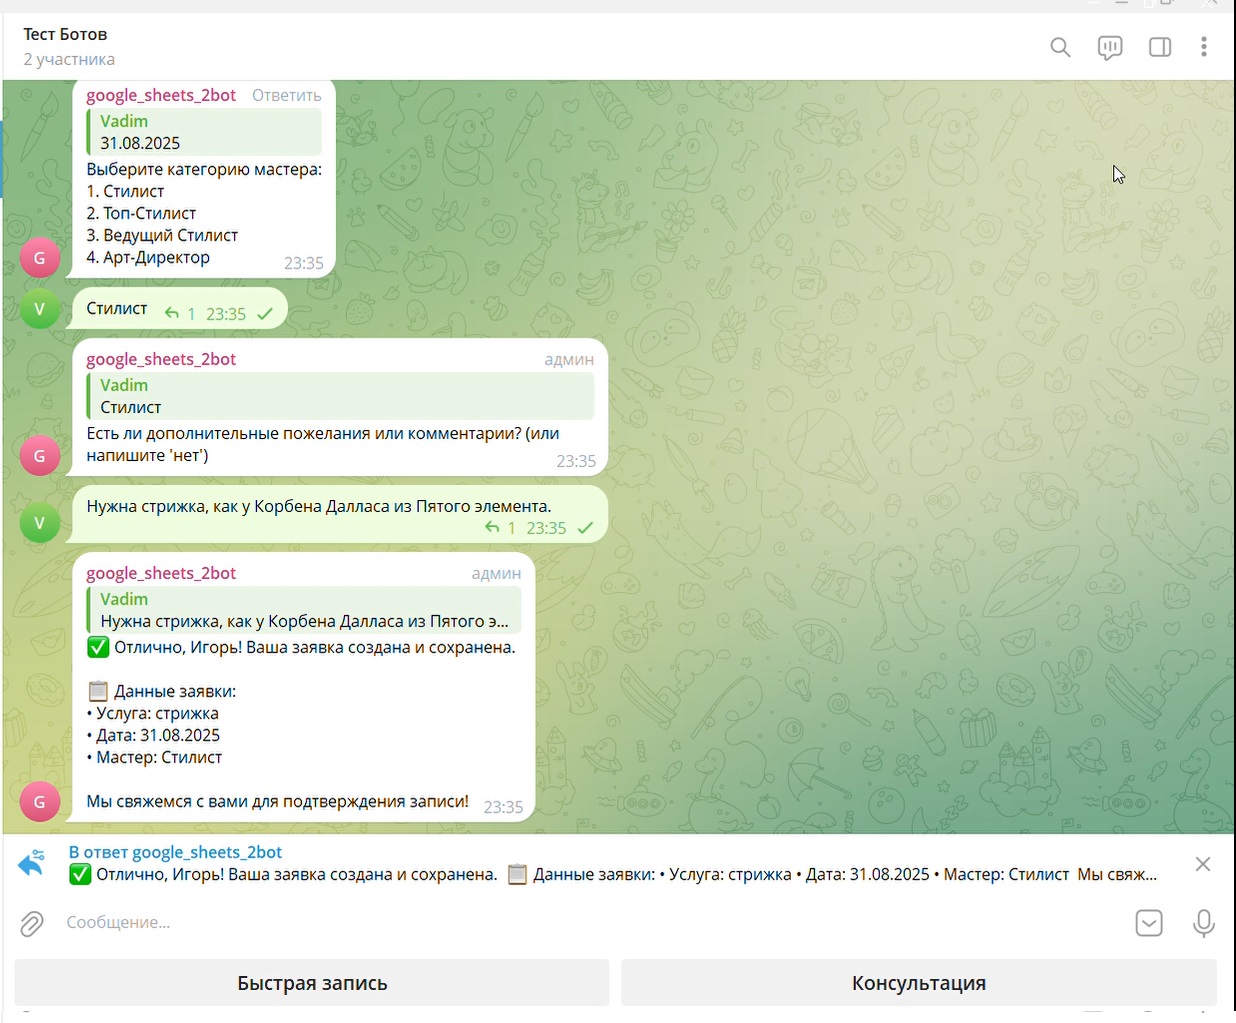 Тест Ботов
2 участника
google_sheets_2bot Ответить
Vadim
31.08.2025
Выберите категорию мастера:
1. Стилист
2. Топ-Стилист
3. Ведущий Стилист
4. Арт-Директор
23:35
G
V
Стилист 1 23:35
google_sheets_2bot админ
Vadim
Стилист
Есть ли дополнительные пожелания или комментарии? (или
напишите 'нет')
23:35
G
Нужна стрижка, как у Корбена Далласа из Пятого элемента.
1 23:35
V
google_sheets_2bot админ
Vadim
Нужна стрижка, как у Корбена Далласа из Пятого э...
✅ Отлично, Игорь! Ваша заявка создана и сохранена.
📋 Данные заявки:
• Услуга: стрижка
• Дата: 31.08.2025
• Мастер: Стилист
Мы свяжемся с вами для подтверждения записи! 23:35
G
В ответ google_sheets_2bot
✅ Отлично, Игорь! Ваша заявка создана и сохранена. 📋 Данные заявки: • Услуга: стрижка • Дата: 31.08.2025 • Мастер: Стилист Мы свяж...
Сообщение...
Быстрая запись
Консультация